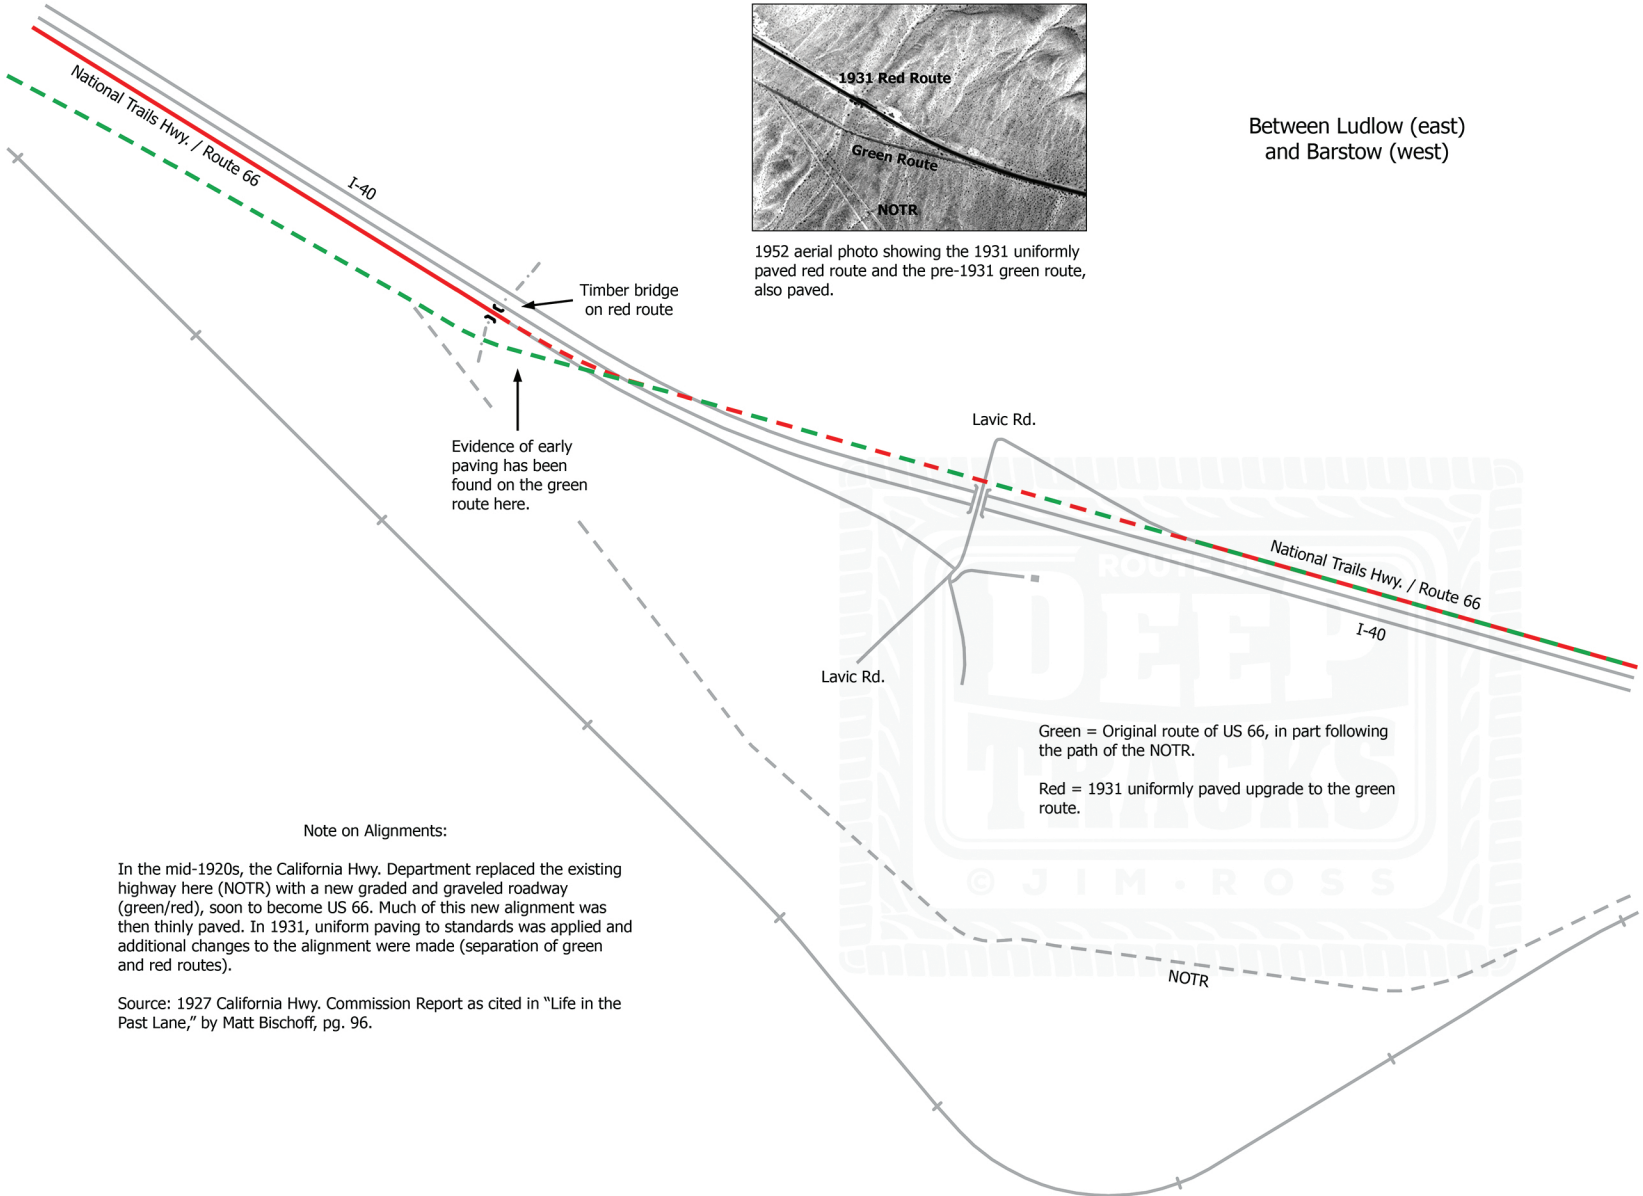 1931 Red Route
Green Route
NOTR
1952 aerial photo showing the 1931 uniformly
paved red route and the pre-1931 green route,
also paved.
Between Ludlow (east)
and Barstow (west)
National Trails Hwy. / Route 66
I-40
Timber bridge
on red route
Evidence of early
paving has been
found on the green
route here.
Lavic Rd.
National Trails Hwy. / Route 66
I-40
Lavic Rd.
Green = Original route of US 66, in part following
the path of the NOTR.
Red = 1931 uniformly paved upgrade to the green
route.
NOTR
Note on Alignments:
In the mid-1920s, the California Hwy. Department replaced the existing
highway here (NOTR) with a new graded and graveled roadway
(green/red), soon to become US 66. Much of this new alignment was
then thinly paved. In 1931, uniform paving to standards was applied and
additional changes to the alignment were made (separation of green
and red routes).
Source: 1927 California Hwy. Commission Report as cited in “Life in the
Past Lane,” by Matt Bischoff, pg. 96.
DEEP
TRACKS
© JIM·ROSS